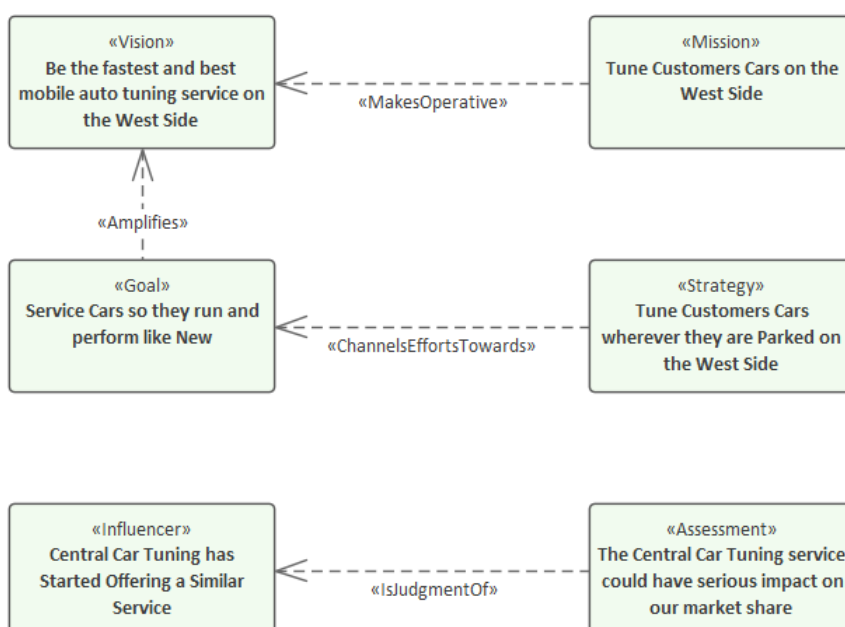 «Vision»
Be the fastest and best
mobile auto tuning service on
the West Side
«Mission»
Tune Customers Cars on the
West Side
«MakesOperative»
«Amplifies»
«Goal»
Service Cars so they run and
perform like New
«Strategy»
Tune Customers Cars
wherever they are Parked on
the West Side
«ChannelsEffortsTowards»
«Influencer»
Central Car Tuning has
Started Offering a Similar
Service
«Assessment»
The Central Car Tuning service
could have serious impact on
our market share
«IsJudgmentOf»